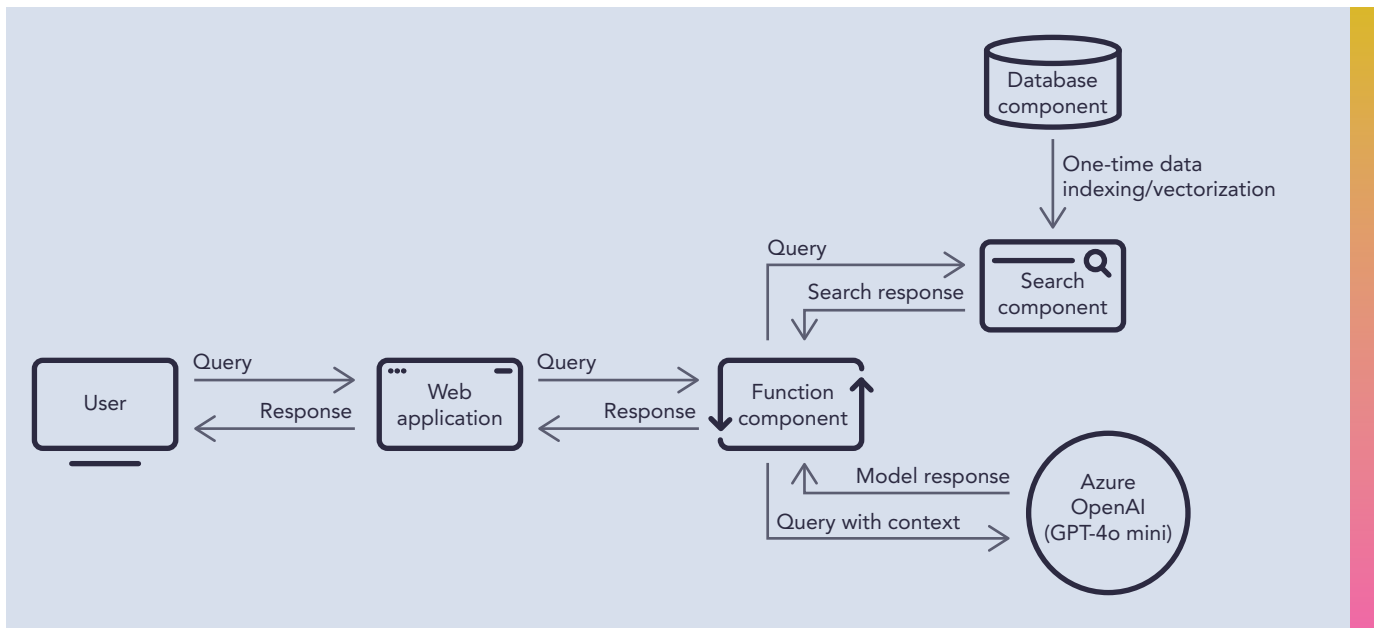 Database
component
One-time data
indexing/vectorization
Query
Search response
Search
component
User
Query
Response
Web
application
Query
Response
Function
component
Model response
Query with context
Azure
OpenAI
(GPT-4o mini)